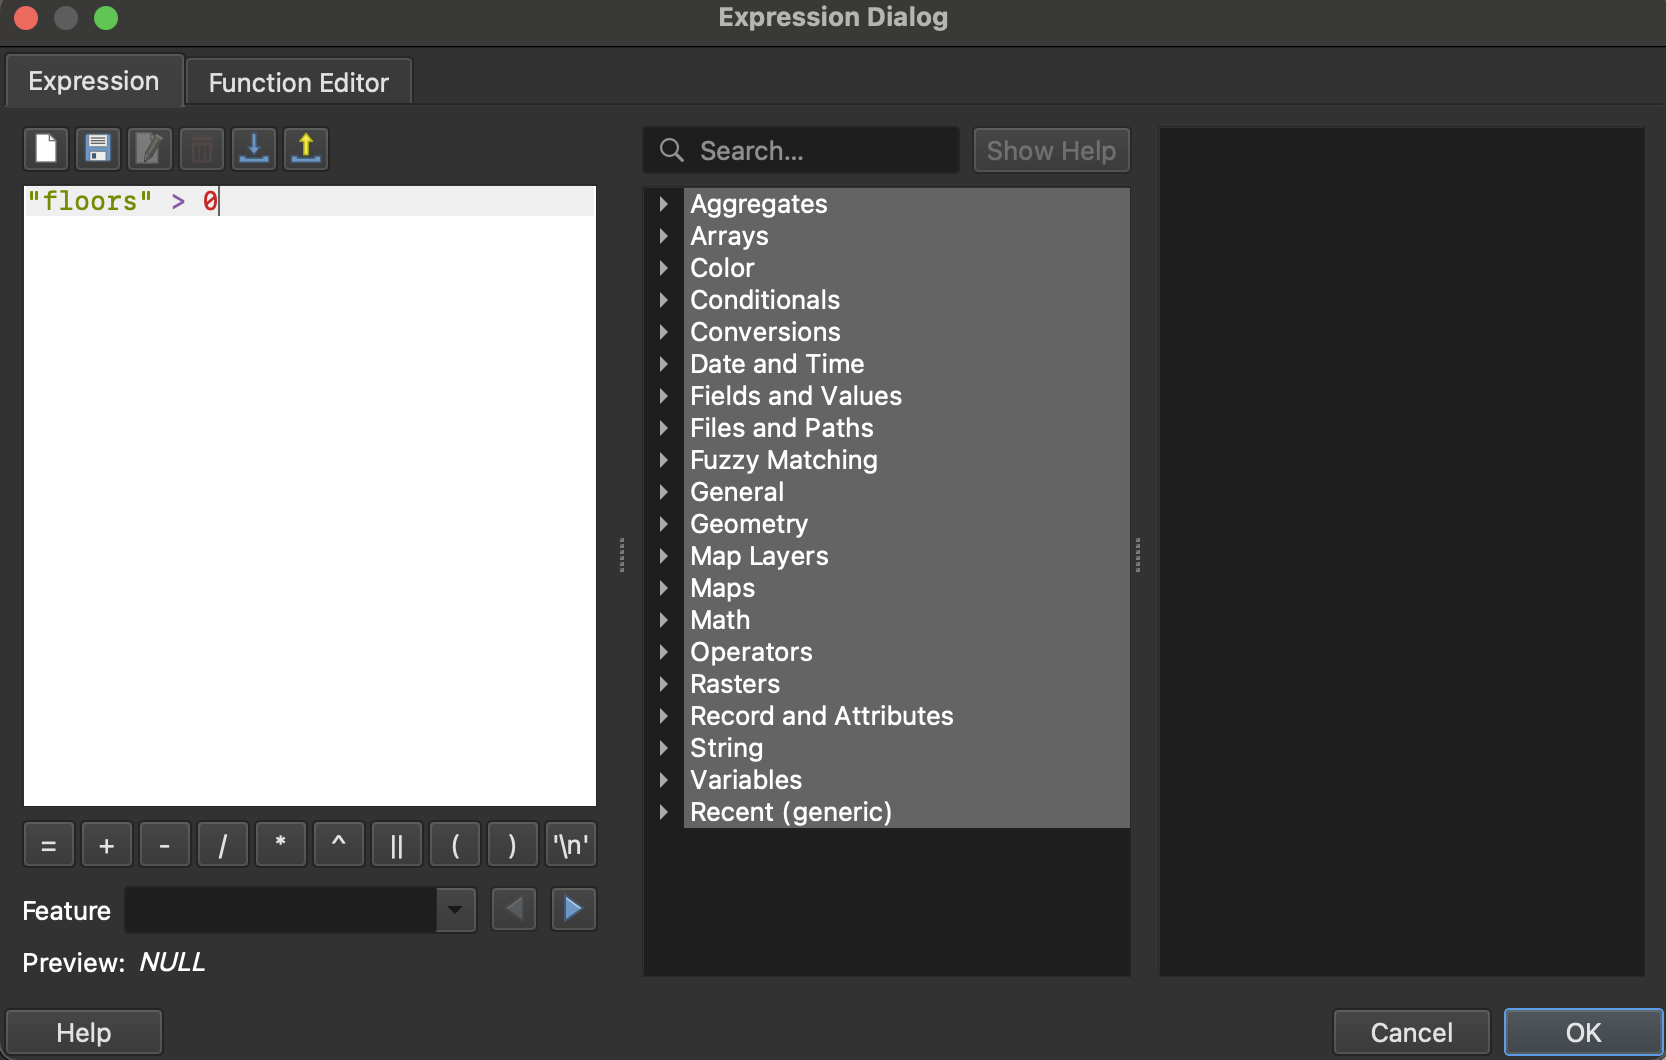 Expression Dialog
Expression
Function Editor
Search...
Show Help
"floors" > 0
Aggregates
Arrays
Color
Conditionals
Conversions
Date and Time
Fields and Values
Files and Paths
Fuzzy Matching
General
Geometry
Map Layers
Maps
Math
Operators
Rasters
Record and Attributes
String
Variables
Recent (generic)
= + - / * ^ || ( ) '\n'
Feature
Preview: NULL
Help
Cancel
OK